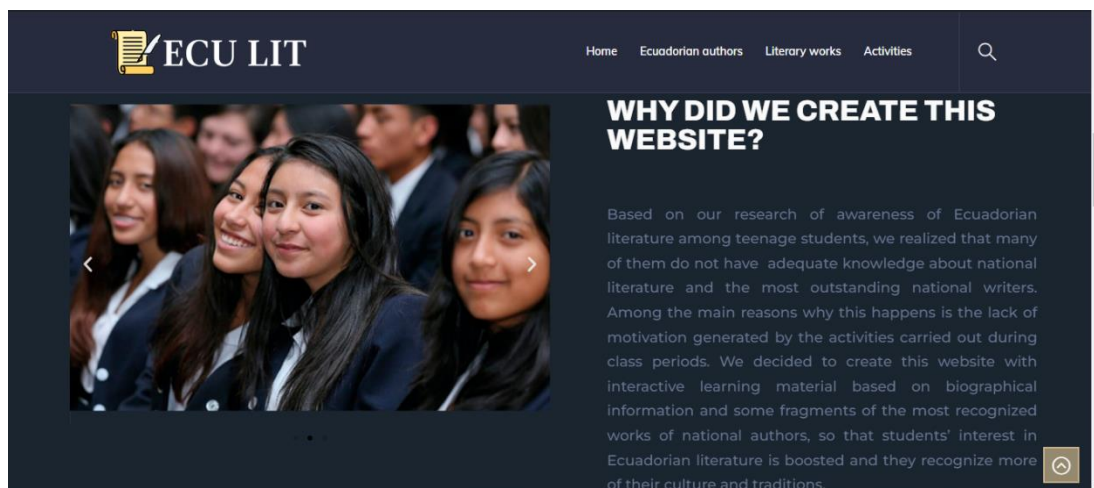 ECU LIT
Home Ecuadorian authors Literary works Activities
WHY DID WE CREATE THIS
WEBSITE?
Based on our research of awareness of Ecuadorian
literature among teenage students, we realized that many
of them do not have adequate knowledge about national
literature and the most outstanding national writers.
Among the main reasons why this happens is the lack of
motivation generated by the activities carried out during
class periods. We decided to create this website with
interactive learning material based on biographical
information and some fragments of the most recognized
works of national authors, so that students' interest in
Ecuadorian literature is boosted and they recognize more
of their culture and traditions.